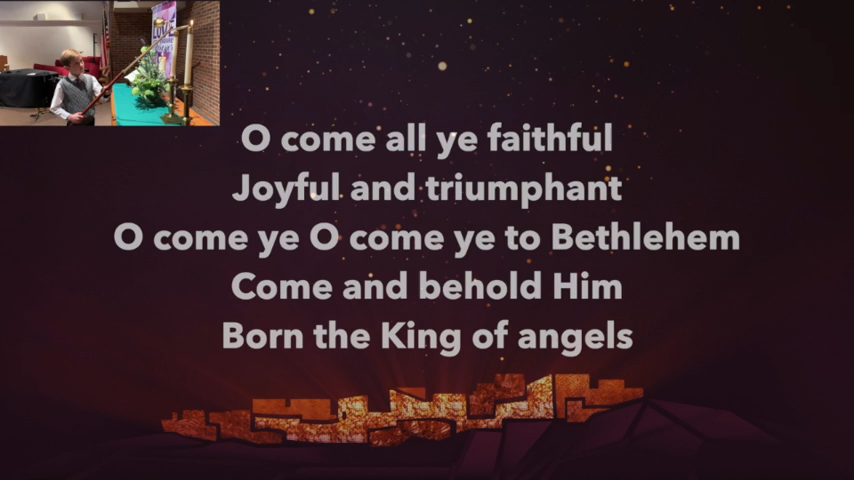 O come all ye faithful
Joyful and triumphant
O come ye O come ye to Bethlehem
Come and behold Him
Born the King of angels